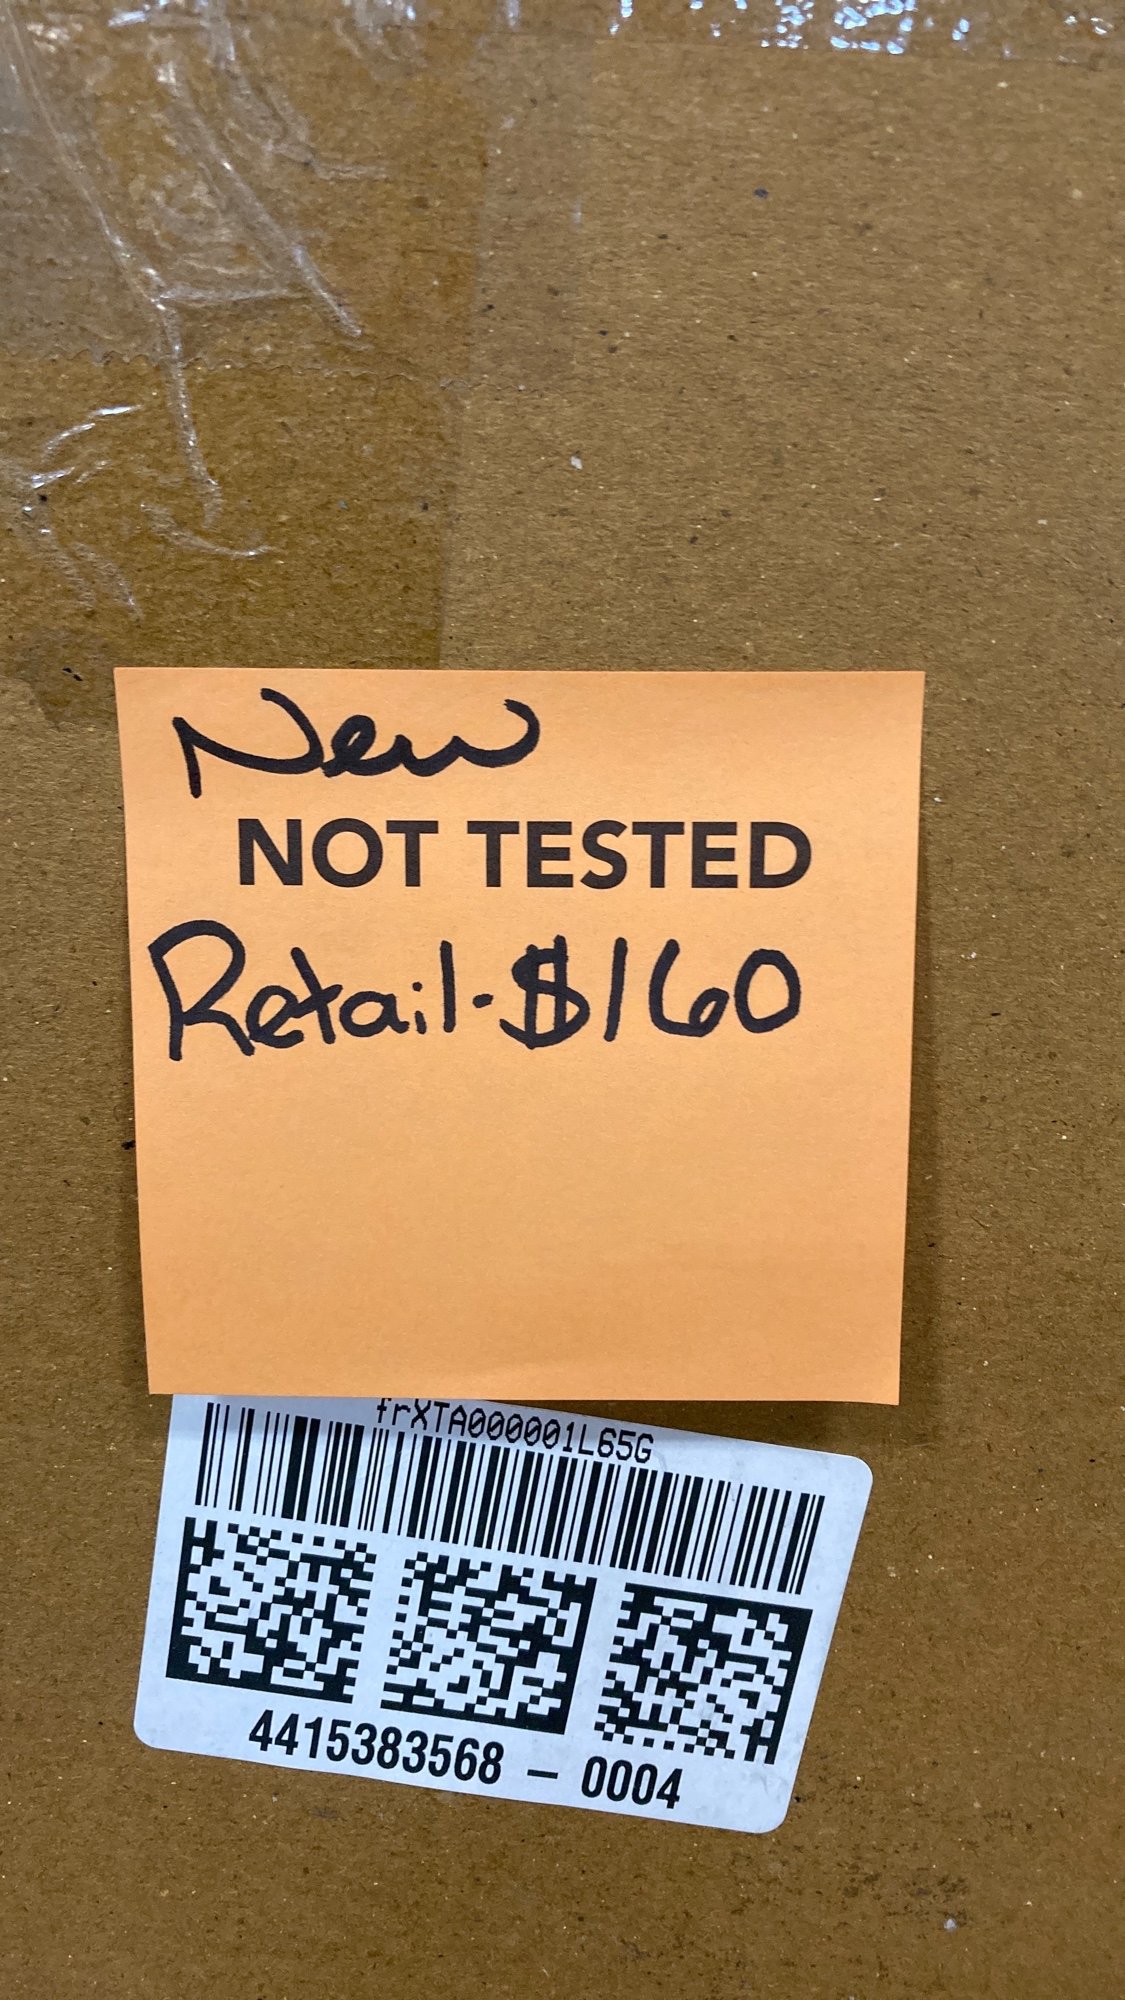 New
NOT TESTED
Retail-$160
frXTA000001L65G
4415383568 – 0004